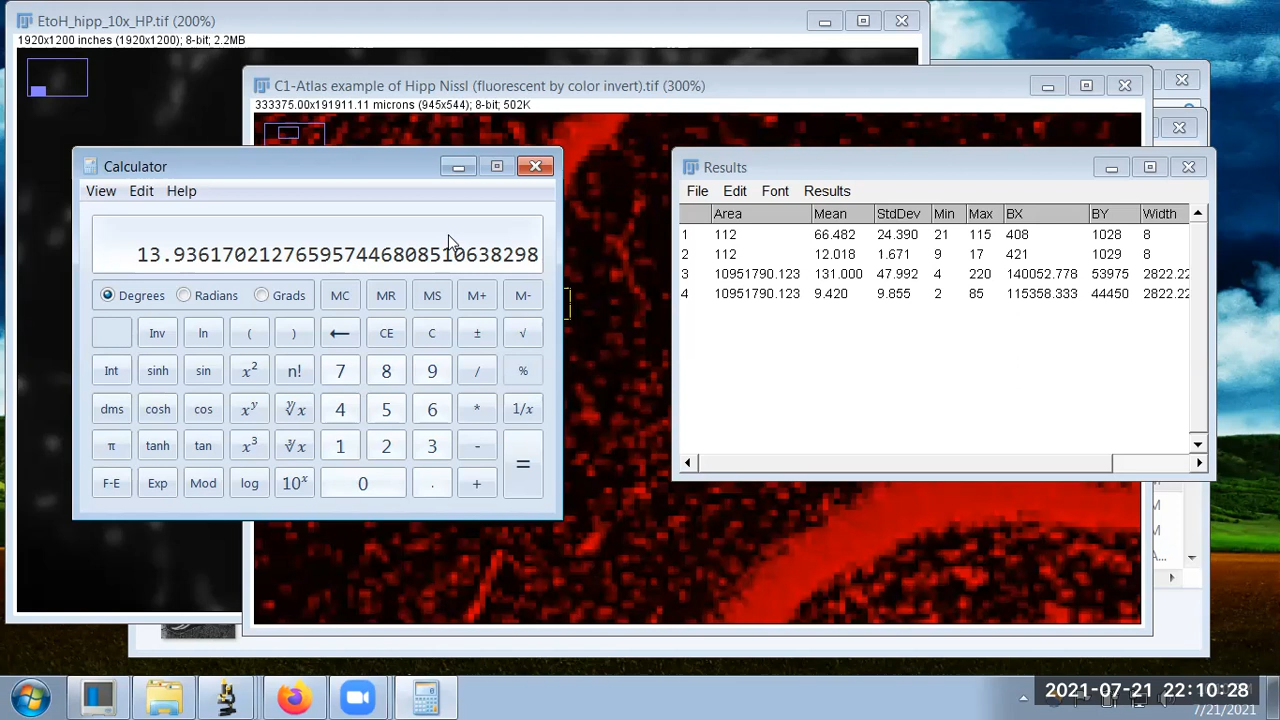 EtoH_hipp_10x_HP.tif (200%)
1920x1200 inches (1920x1200); 8-bit; 2.2MB
C1-Atlas example of Hipp Nissl (fluorescent by color invert).tif (300%)
333375.00x191911.11 microns (945x544); 8-bit; 502K
Calculator
View Edit Help
13.936170212765957446808510638298
Degrees Radians Grads MC MR MS M+ M-
Inv ln ( ) ← CE C ± √
Int sinh sin x² n! 7 8 9 / %
dms cosh cos xʸ ʸ√x 4 5 6 * 1/x
π tanh tan x³ ³√x 1 2 3 - =
F-E Exp Mod log 10ˣ 0 . +
Results
File Edit Font Results
Area Mean StdDev Min Max BX BY Width
1 112 66.482 24.390 21 115 408 1028 8
2 112 12.018 1.671 9 17 421 1029 8
3 10951790.123 131.000 47.992 4 220 140052.778 53975 2822.22
4 10951790.123 9.420 9.855 2 85 115358.333 44450 2822.22
M
M
A...
2021-07-21 22:10:28
7/21/2021